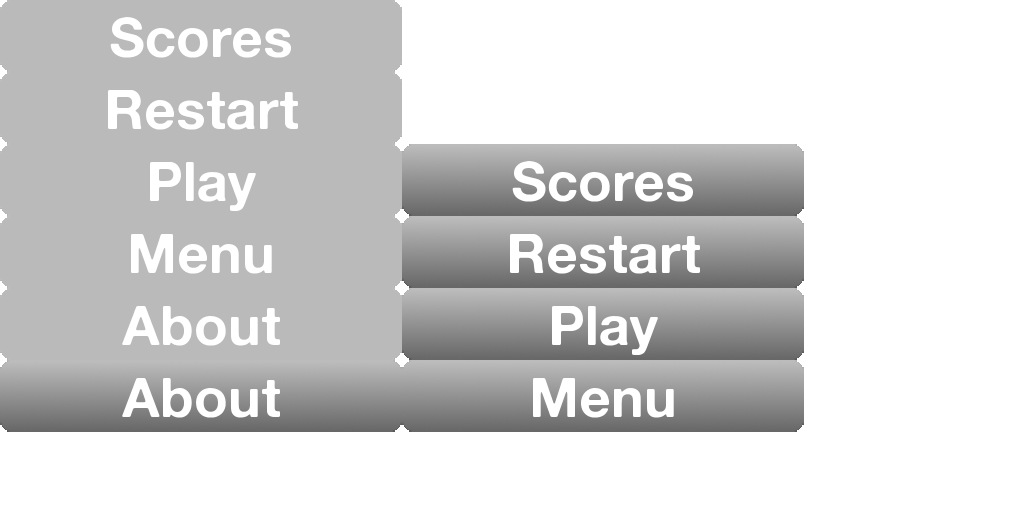 Scores
Restart
Play
Scores
Menu
Restart
About
Play
About
Menu